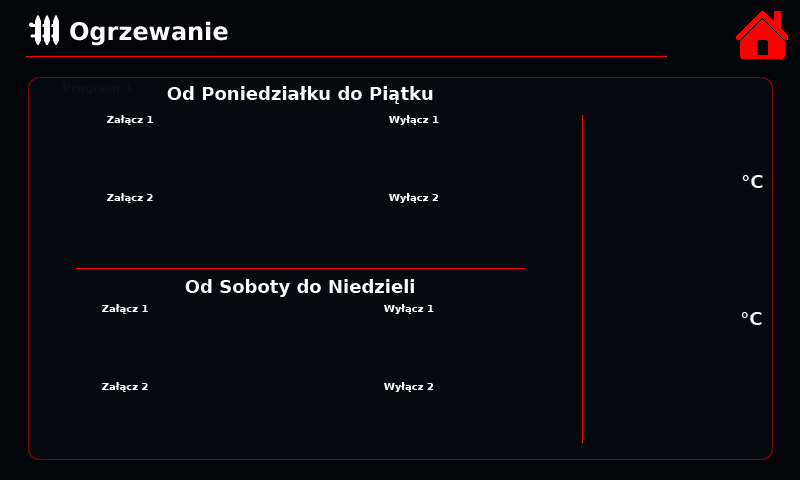 Ogrzewanie
Program 1
Od Poniedziałku do Piątku
Załącz 1
Wyłącz 1
Załącz 2
Wyłącz 2
°C
Od Soboty do Niedzieli
Załącz 1
Wyłącz 1
°C
Załącz 2
Wyłącz 2